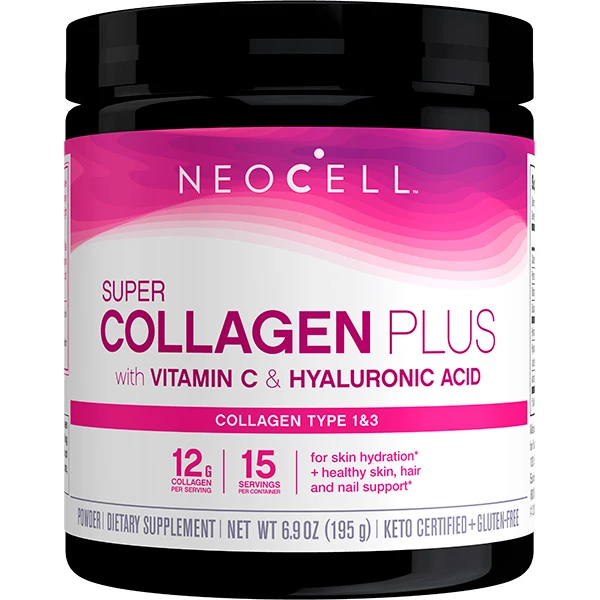 NEOCELL™
SUPER
COLLAGEN PLUS
with VITAMIN C & HYALURONIC ACID
COLLAGEN TYPE 1&3
12G
COLLAGEN
PER SERVING
15
SERVINGS
PER CONTAINER
for skin hydration*
+ healthy skin, hair
and nail support*
POWDER | DIETARY SUPPLEMENT | NET WT 6.9 OZ (195 g) | KETO CERTIFIED + GLUTEN-FREE